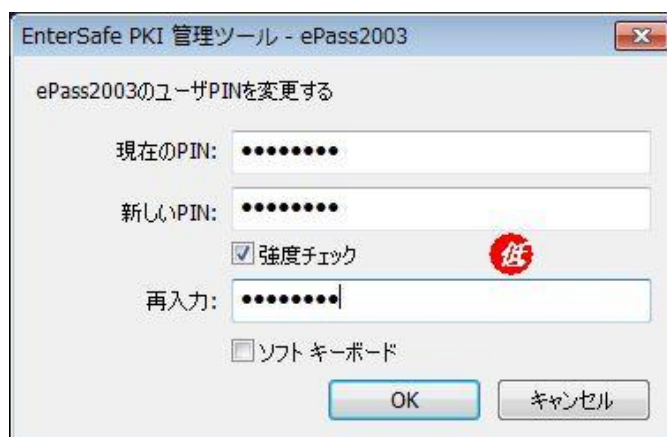 EnterSafe PKI 管理ツール - ePass2003
ePass2003のユーザPINを変更する
現在のPIN: ●●●●●●●●
新しいPIN: ●●●●●●●●
強度チェック 低
再入力: ●●●●●●●●
ソフトキーボード
OK キャンセル